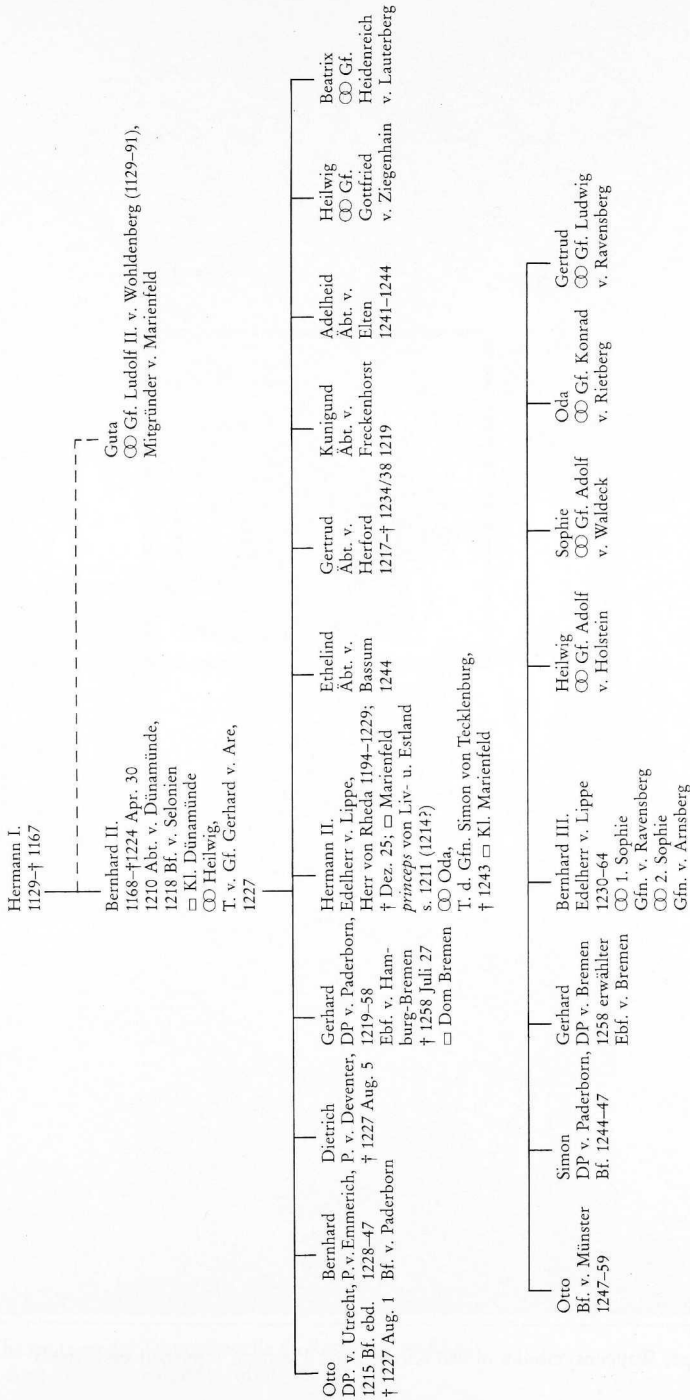 Hermann I.
1129–† 1167
Guta
⚭ Gf. Ludolf II. v. Wohldenberg (1129–91),
Mitgründer v. Marienfeld
Bernhard II.
1168–†1224 Apr. 30
1210 Abt. v. Dünamünde,
1218 Bf. v. Selonien
□ Kl. Dünamünde
⚭ Heilwig,
T. v. Gf. Gerhard v. Are,
1227
Otto
DP. v. Utrecht,
1215 Bf. ebd.
† 1227 Aug. 1
Bernhard
P. v. Emmerich,
1228–47
Bf. v. Paderborn
Dietrich
P. v. Deventer,
† 1227 Aug. 5
Gerhard
DP v. Paderborn,
1219–58
Ebf. v. Ham-
burg-Bremen
† 1258 Juli 27
□ Dom Bremen
Hermann II.
Edelherr v. Lippe,
Herr von Rheda 1194–1229;
† Dez. 25; □ Marienfeld
princeps von Liv- u. Estland
s. 1211 (1214?)
⚭ Oda,
T. d. Gfn. Simon von Tecklenburg,
† 1243 □ Kl. Marienfeld
Ethelind
Äbt. v.
Bassum
1244
Gertrud
Äbt. v.
Herford
1217–† 1234/38
Kunigund
Äbt. v.
Freckenhorst
1219
Adelheid
Äbt. v.
Elten
1241–1244
Heilwig
⚭ Gf.
Gottfried
v. Ziegenhain
Beatrix
⚭ Gf.
Heidenreich
v. Lauterberg
Otto
Bf. v. Münster
1247–59
Simon
DP v. Paderborn,
Bf. 1244–47
Gerhard
DP v. Bremen
1258 erwählter
Ebf. v. Bremen
Bernhard III.
Edelherr v. Lippe
1230–64
⚭ 1. Sophie
Gfn. v. Ravensberg
⚭ 2. Sophie
Gfn. v. Arnsberg
Heilwig
⚭ Gf. Adolf
v. Holstein
Sophie
⚭ Gf. Adolf
v. Waldeck
Oda
⚭ Gf. Konrad
v. Rietberg
Gertrud
⚭ Gf. Ludwig
v. Ravensberg